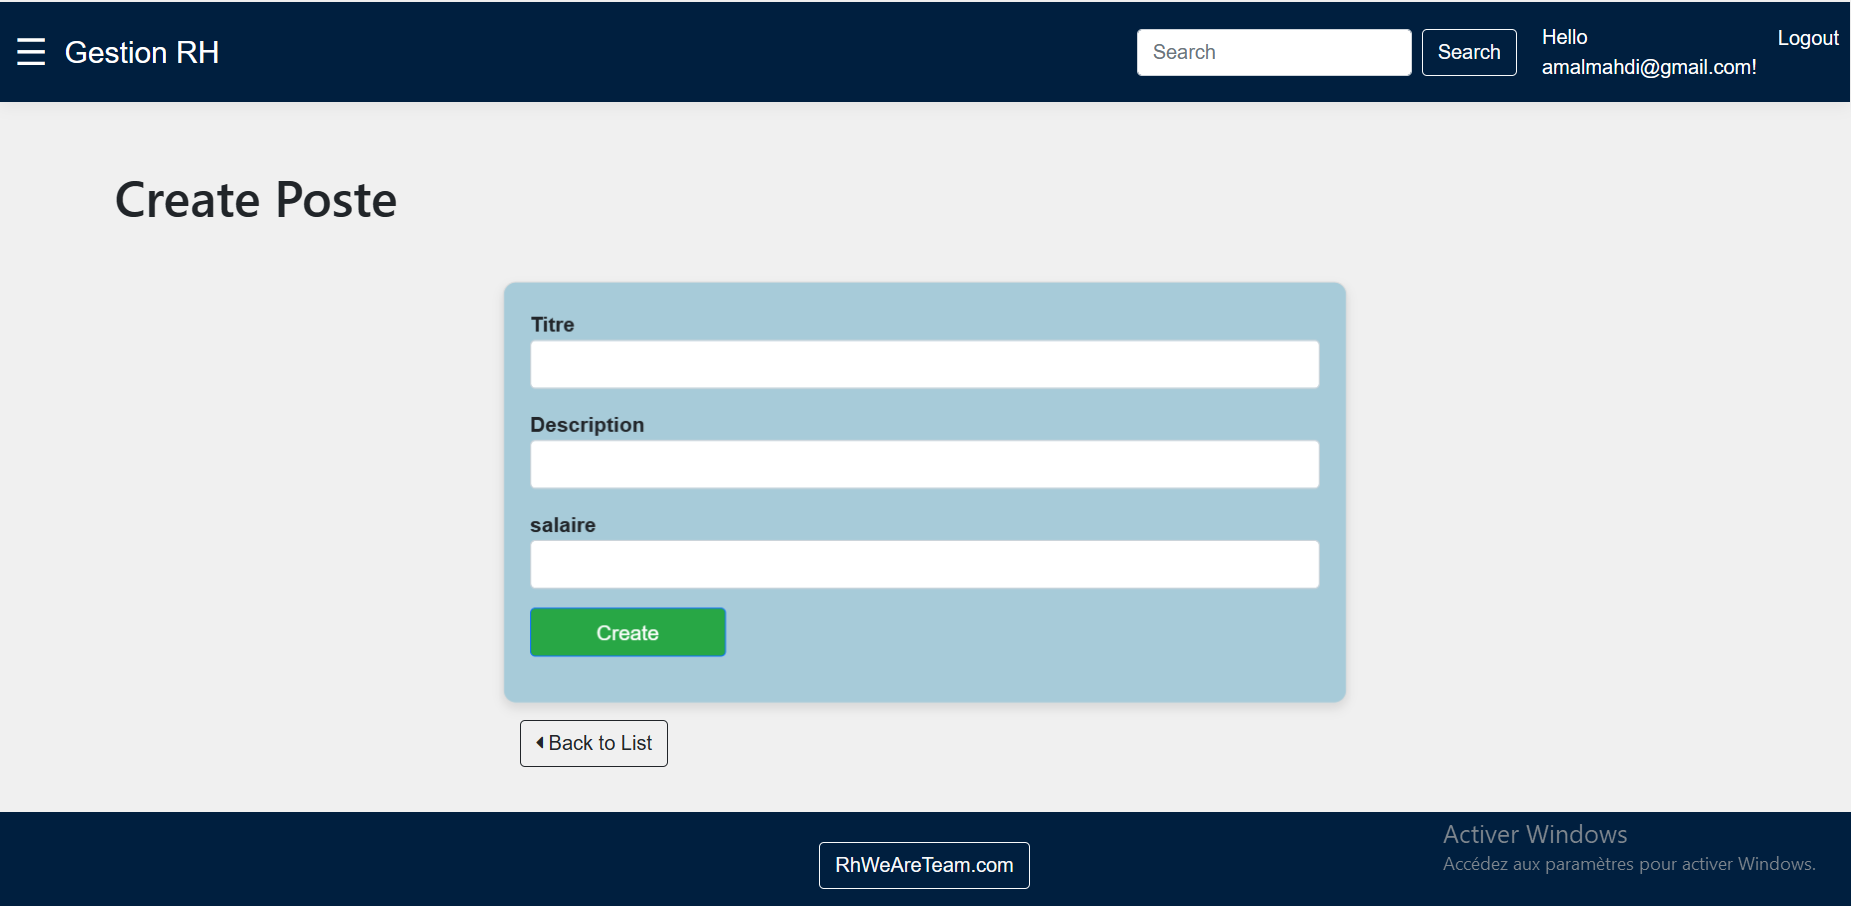 Gestion RH
Search
Search
Hello
amalmahdi@gmail.com!
Logout
Create Poste
Titre
Description
salaire
Create
Back to List
RhWeAreTeam.com
Activer Windows
Accédez aux paramètres pour activer Windows.